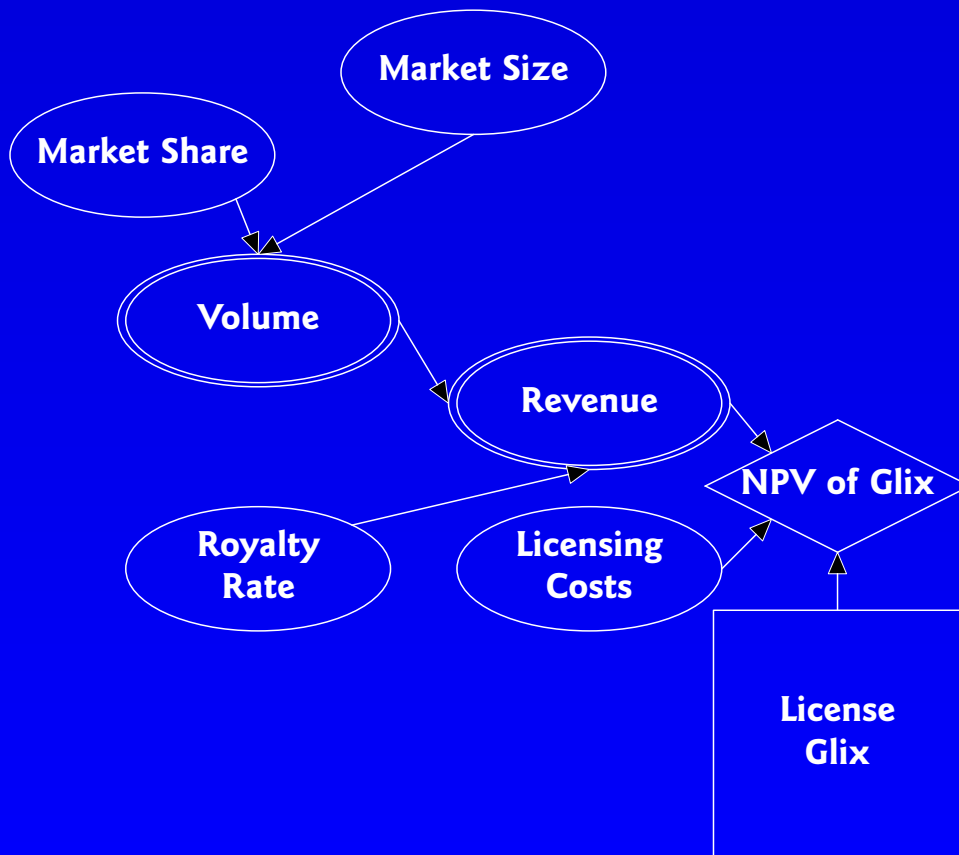 Market Size
Market Share
Volume
Revenue
NPV of Glix
Royalty
Rate
Licensing
Costs
License
Glix